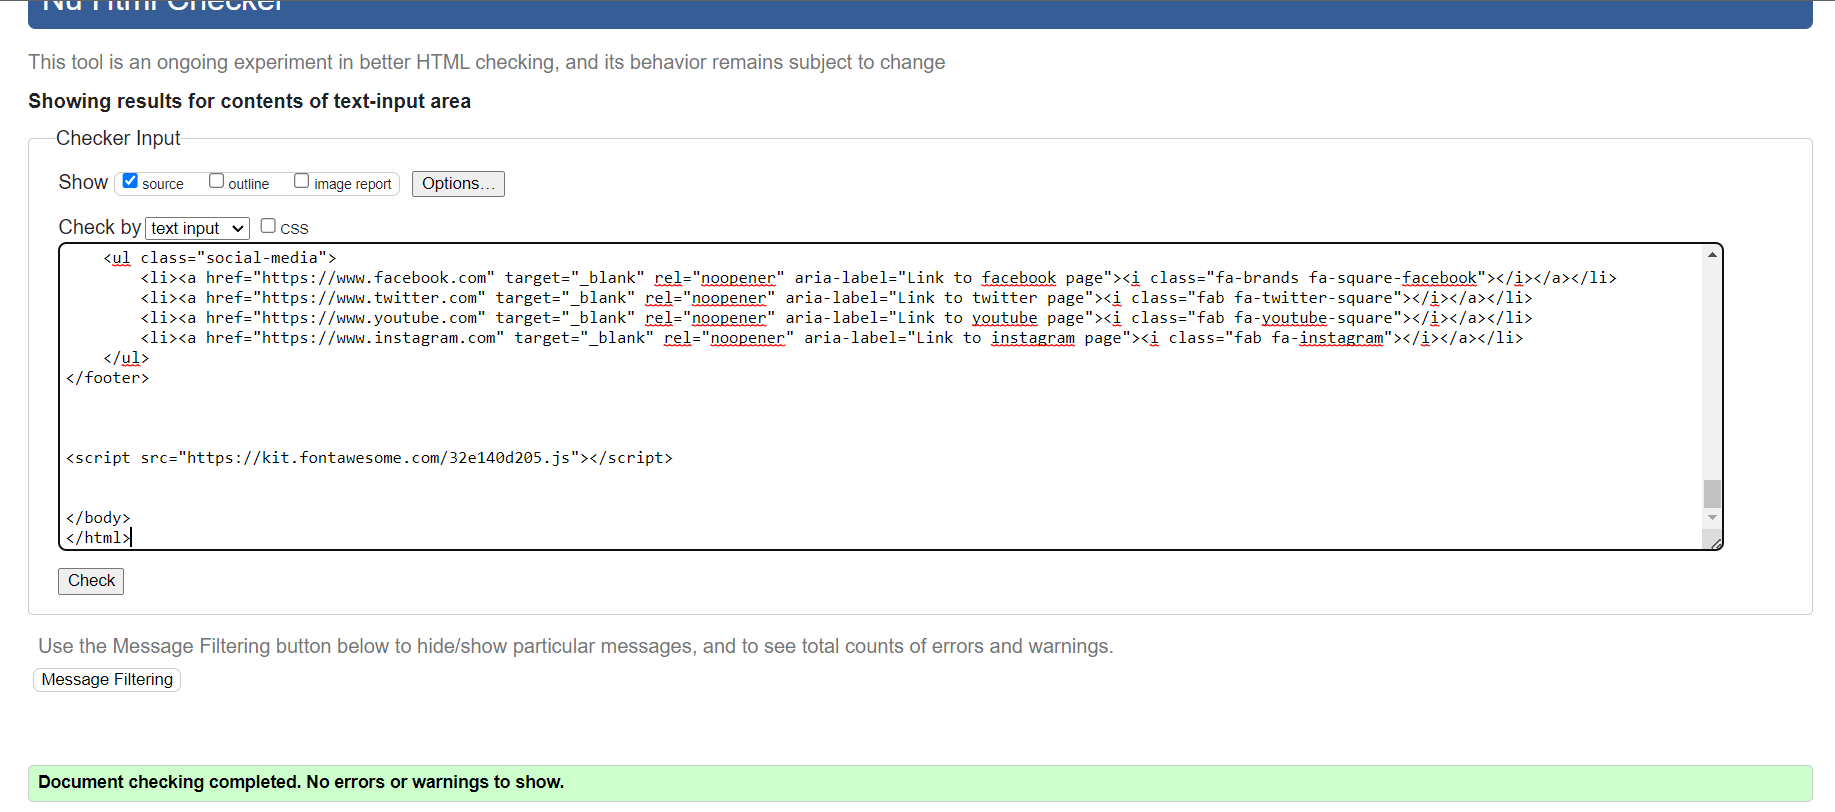 Nu Html Checker
This tool is an ongoing experiment in better HTML checking, and its behavior remains subject to change
Showing results for contents of text-input area
Checker Input
Show source outline image report Options...
Check by text input CSS
<ul class="social-media">
<li><a href="https://www.facebook.com" target="_blank" rel="noopener" aria-label="Link to facebook page"><i class="fa-brands fa-square-facebook"></i></a></li>
<li><a href="https://www.twitter.com" target="_blank" rel="noopener" aria-label="Link to twitter page"><i class="fab fa-twitter-square"></i></a></li>
<li><a href="https://www.youtube.com" target="_blank" rel="noopener" aria-label="Link to youtube page"><i class="fab fa-youtube-square"></i></a></li>
<li><a href="https://www.instagram.com" target="_blank" rel="noopener" aria-label="Link to instagram page"><i class="fab fa-instagram"></i></a></li>
</ul>
</footer>
<script src="https://kit.fontawesome.com/32e140d205.js"></script>
</body>
</html>
Check
Use the Message Filtering button below to hide/show particular messages, and to see total counts of errors and warnings.
Message Filtering
Document checking completed. No errors or warnings to show.